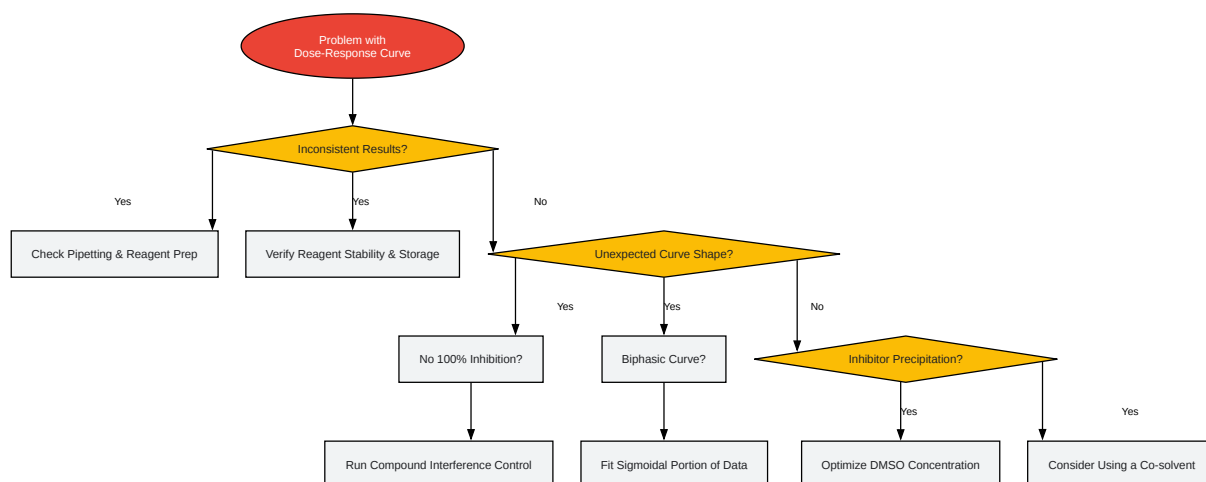 Problem with
Dose-Response Curve
Inconsistent Results?
Yes
Yes
No
Check Pipetting & Reagent Prep
Verify Reagent Stability & Storage
Unexpected Curve Shape?
Yes
Yes
No
No 100% Inhibition?
Biphasic Curve?
Inhibitor Precipitation?
Yes
Yes
Run Compound Interference Control
Fit Sigmoidal Portion of Data
Optimize DMSO Concentration
Consider Using a Co-solvent